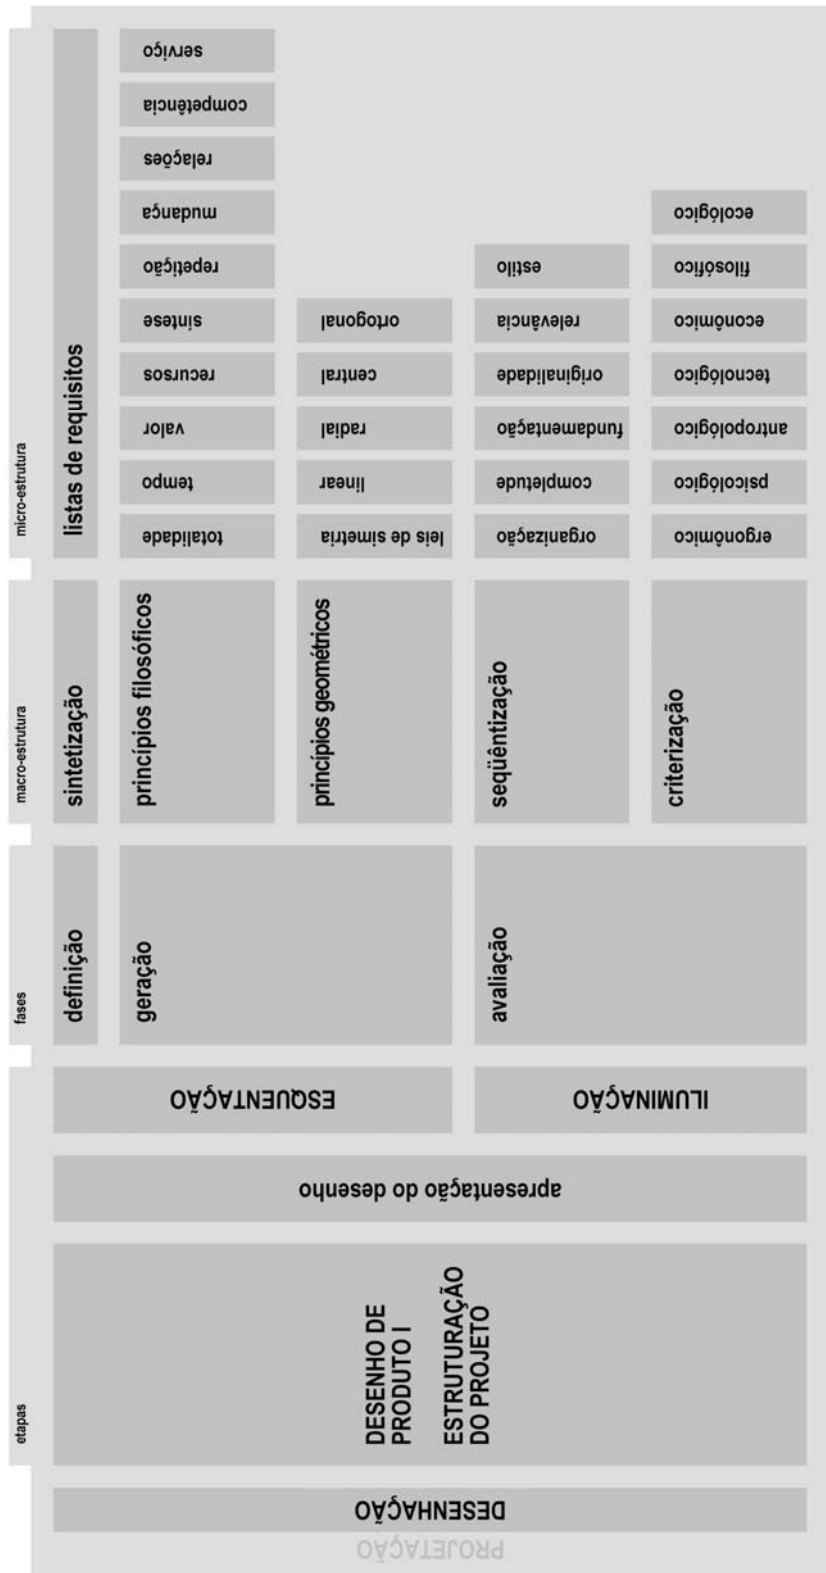 etapas
fases
macro-estrutura
micro-estrutura
PROJETAÇÃO
DESENHAÇÃO
DESENHO DE
PRODUTO I
ESTRUTURAÇÃO
DO PROJETO
apresentação do desenho
ESQUENTAÇÃO
definição
sintetização
listas de requisitos
geração
princípios filosóficos
totalidade
tempo
valor
recursos
síntese
repetição
mudança
relações
competência
serviço
princípios geométricos
leis de simetria
linear
radial
central
ortogonal
ILUMINAÇÃO
avaliação
seqüêntização
organização
completude
fundamentação
originalidade
relevância
estilo
criterização
ergonômico
psicológico
antropológico
tecnológico
econômico
filosófico
ecológico